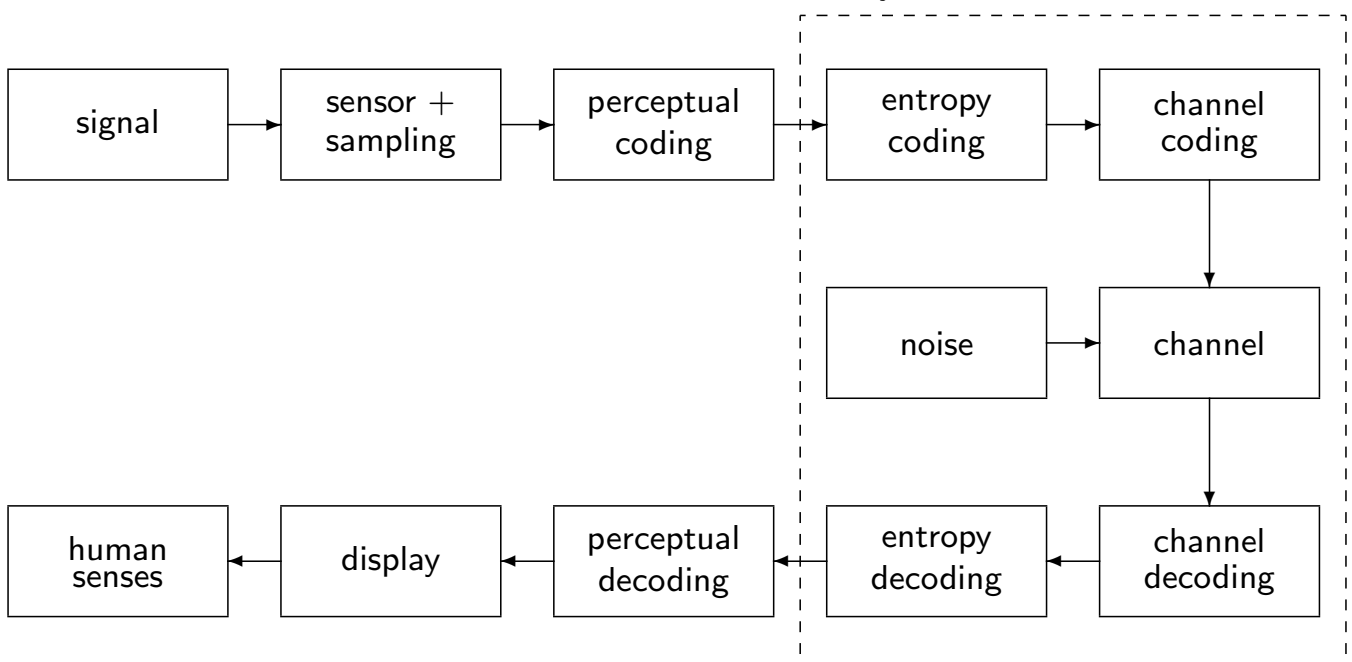 signal
sensor +
sampling
perceptual
coding
entropy
coding
channel
coding
noise
channel
human
senses
display
perceptual
decoding
entropy
decoding
channel
decoding